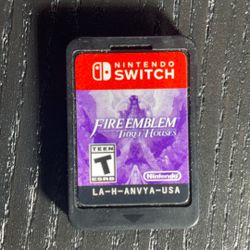 NINTENDO
SWITCH
FIRE EMBLEM
THREE HOUSES
TEEN
T
ESRB
Nintendo
LA-H-ANVYA-USA